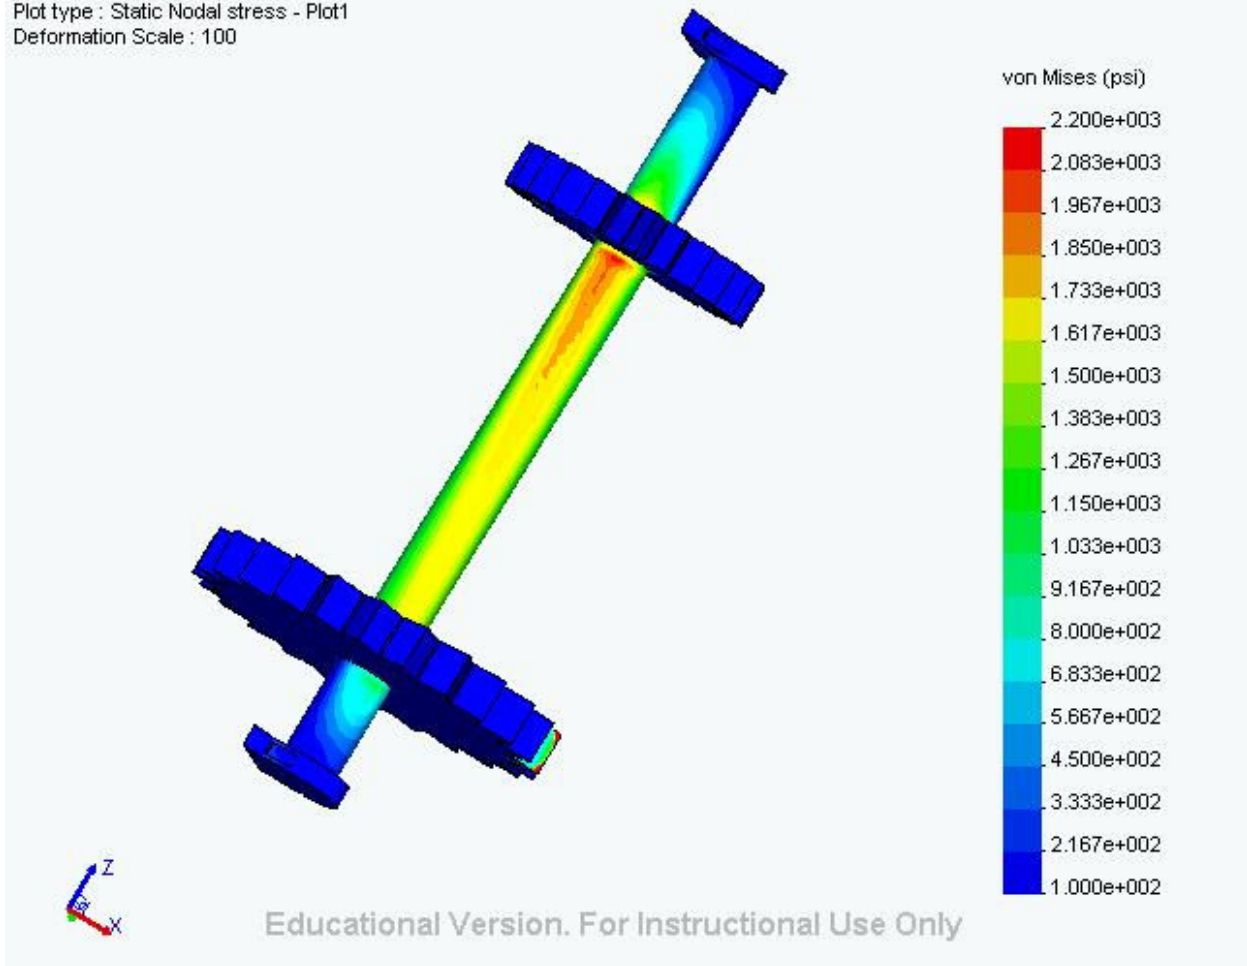 Plot type : Static Nodal stress - Plot1
Deformation Scale : 100
von Mises (psi)
2.200e+003
2.083e+003
1.967e+003
1.850e+003
1.733e+003
1.617e+003
1.500e+003
1.383e+003
1.267e+003
1.150e+003
1.033e+003
9.167e+002
8.000e+002
6.833e+002
5.667e+002
4.500e+002
3.333e+002
2.167e+002
1.000e+002
Z
X
Educational Version. For Instructional Use Only